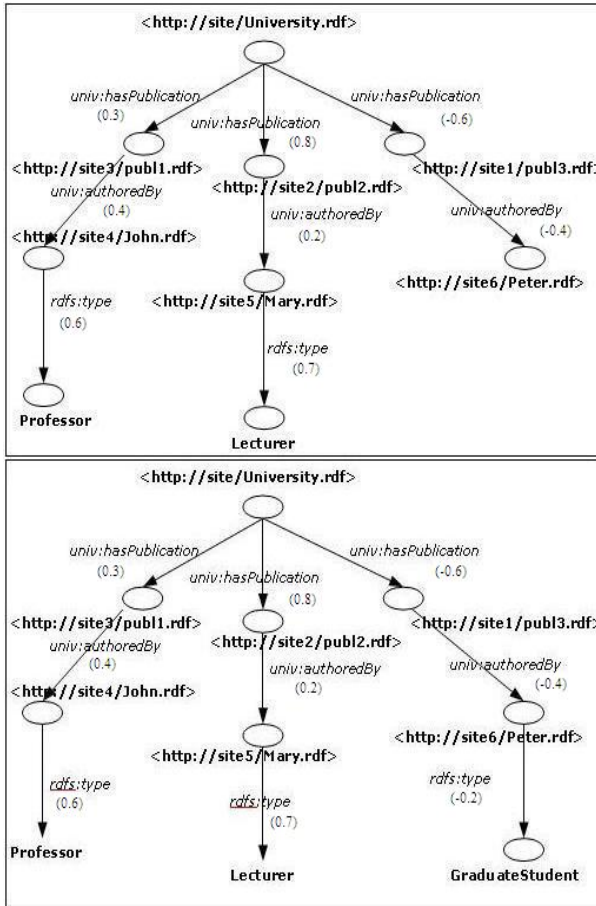 <http://site/University.rdf>
univ:hasPublication
(0.3)
univ:hasPublication
(0.8)
univ:hasPublication
(-0.6)
<http://site3/publ1.rdf>
<http://site2/publ2.rdf>
<http://site1/publ3.rdf>
univ:authoredBy
(0.4)
univ:authoredBy
(0.2)
univ:authoredBy
(-0.4)
<http://site4/John.rdf>
<http://site5/Mary.rdf>
<http://site6/Peter.rdf>
rdfs:type
(0.6)
rdfs:type
(0.7)
Professor
Lecturer
<http://site/University.rdf>
univ:hasPublication
(0.3)
univ:hasPublication
(0.8)
univ:hasPublication
(-0.6)
<http://site3/publ1.rdf>
<http://site2/publ2.rdf>
<http://site1/publ3.rdf>
univ:authoredBy
(0.4)
univ:authoredBy
(0.2)
univ:authoredBy
(-0.4)
<http://site4/John.rdf>
<http://site5/Mary.rdf>
<http://site6/Peter.rdf>
rdfs:type
(0.6)
rdfs:type
(0.7)
rdfs:type
(-0.2)
Professor
Lecturer
GraduateStudent